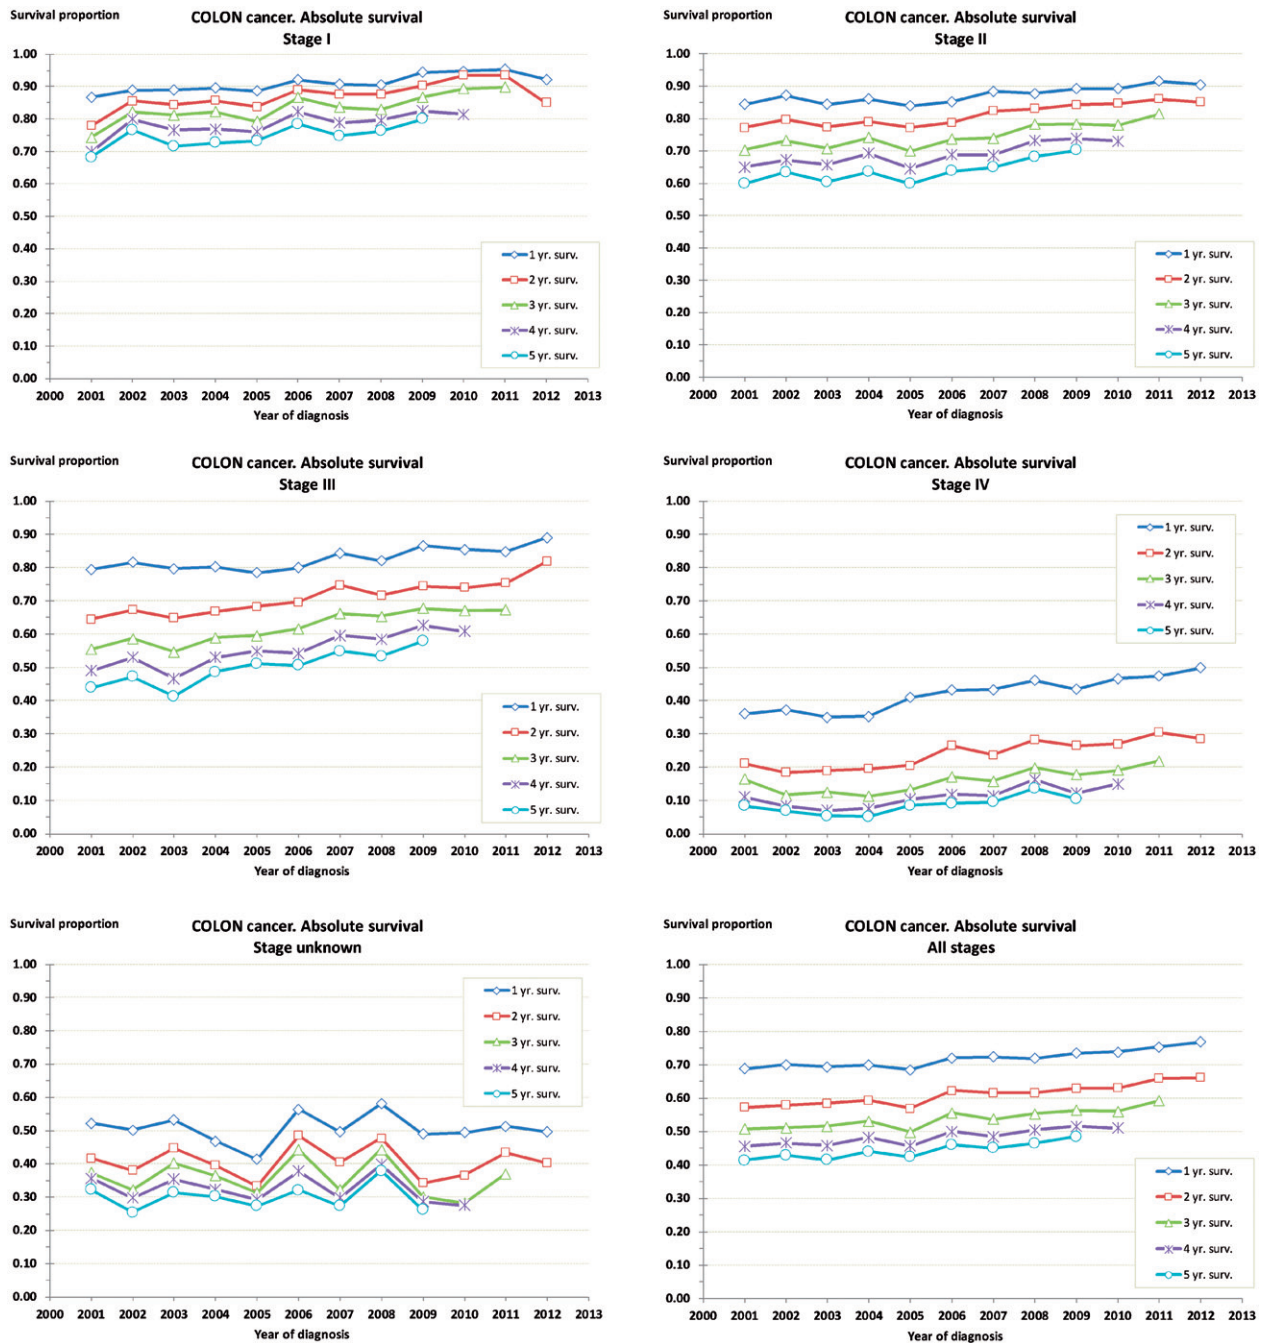 Survival proportion
COLON cancer. Absolute survival
Stage I
1.00
0.90
0.80
0.70
0.60
0.50
0.40
0.30
0.20
0.10
0.00
1 yr. surv.
2 yr. surv.
3 yr. surv.
4 yr. surv.
5 yr. surv.
2000 2001 2002 2003 2004 2005 2006 2007 2008 2009 2010 2011 2012 2013
Year of diagnosis
Survival proportion
COLON cancer. Absolute survival
Stage II
1.00
0.90
0.80
0.70
0.60
0.50
0.40
0.30
0.20
0.10
0.00
1 yr. surv.
2 yr. surv.
3 yr. surv.
4 yr. surv.
5 yr. surv.
2000 2001 2002 2003 2004 2005 2006 2007 2008 2009 2010 2011 2012 2013
Year of diagnosis
Survival proportion
COLON cancer. Absolute survival
Stage III
1.00
0.90
0.80
0.70
0.60
0.50
0.40
0.30
0.20
0.10
0.00
1 yr. surv.
2 yr. surv.
3 yr. surv.
4 yr. surv.
5 yr. surv.
2000 2001 2002 2003 2004 2005 2006 2007 2008 2009 2010 2011 2012 2013
Year of diagnosis
Survival proportion
COLON cancer. Absolute survival
Stage IV
1.00
0.90
0.80
0.70
0.60
0.50
0.40
0.30
0.20
0.10
0.00
1 yr. surv.
2 yr. surv.
3 yr. surv.
4 yr. surv.
5 yr. surv.
2000 2001 2002 2003 2004 2005 2006 2007 2008 2009 2010 2011 2012 2013
Year of diagnosis
Survival proportion
COLON cancer. Absolute survival
Stage unknown
1.00
0.90
0.80
0.70
0.60
0.50
0.40
0.30
0.20
0.10
0.00
1 yr. surv.
2 yr. surv.
3 yr. surv.
4 yr. surv.
5 yr. surv.
2000 2001 2002 2003 2004 2005 2006 2007 2008 2009 2010 2011 2012 2013
Year of diagnosis
Survival proportion
COLON cancer. Absolute survival
All stages
1.00
0.90
0.80
0.70
0.60
0.50
0.40
0.30
0.20
0.10
0.00
1 yr. surv.
2 yr. surv.
3 yr. surv.
4 yr. surv.
5 yr. surv.
2000 2001 2002 2003 2004 2005 2006 2007 2008 2009 2010 2011 2012 2013
Year of diagnosis